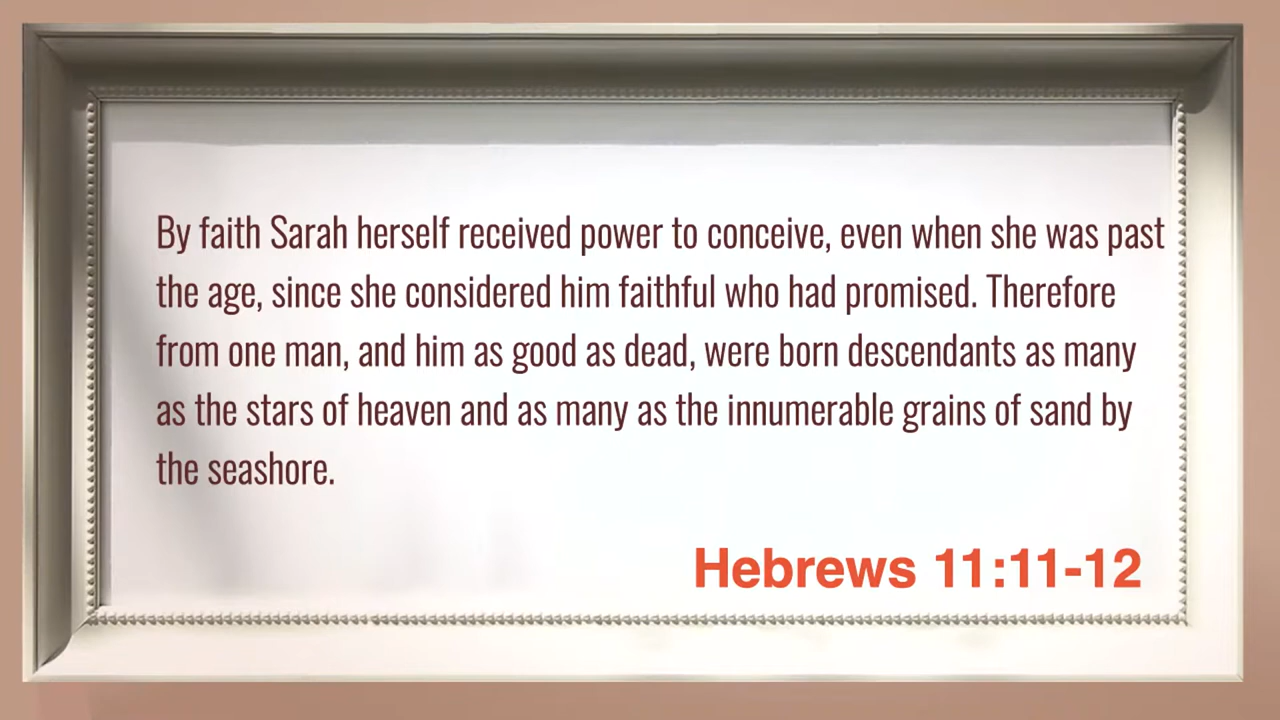 By faith Sarah herself received power to conceive, even when she was past
the age, since she considered him faithful who had promised. Therefore
from one man, and him as good as dead, were born descendants as many
as the stars of heaven and as many as the innumerable grains of sand by
the seashore.
Hebrews 11:11-12